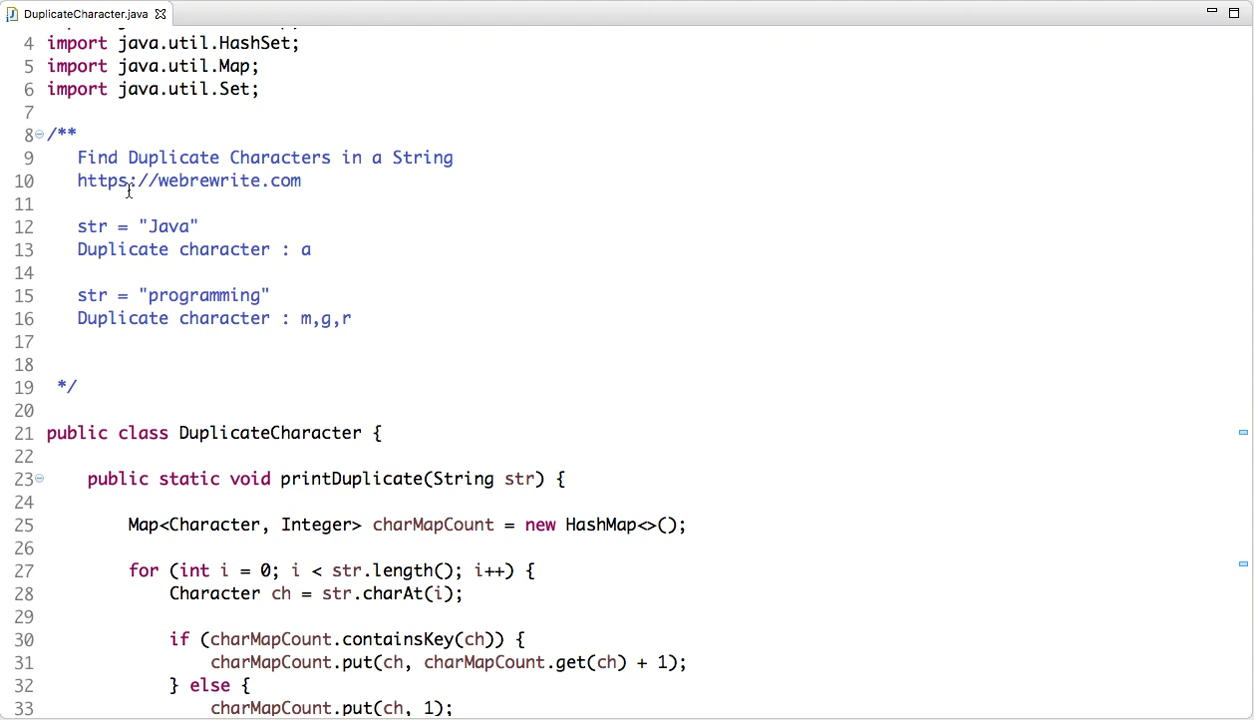 DuplicateCharacter.java
4 import java.util.HashSet;
5 import java.util.Map;
6 import java.util.Set;
7
8 /**
9 Find Duplicate Characters in a String
10 https://webrewrite.com
11
12 str = "Java"
13 Duplicate character : a
14
15 str = "programming"
16 Duplicate character : m,g,r
17
18
19 */
20
21 public class DuplicateCharacter {
22
23 public static void printDuplicate(String str) {
24
25 Map<Character, Integer> charMapCount = new HashMap<>();
26
27 for (int i = 0; i < str.length(); i++) {
28 Character ch = str.charAt(i);
29
30 if (charMapCount.containsKey(ch)) {
31 charMapCount.put(ch, charMapCount.get(ch) + 1);
32 } else {
33 charMapCount.put(ch, 1);